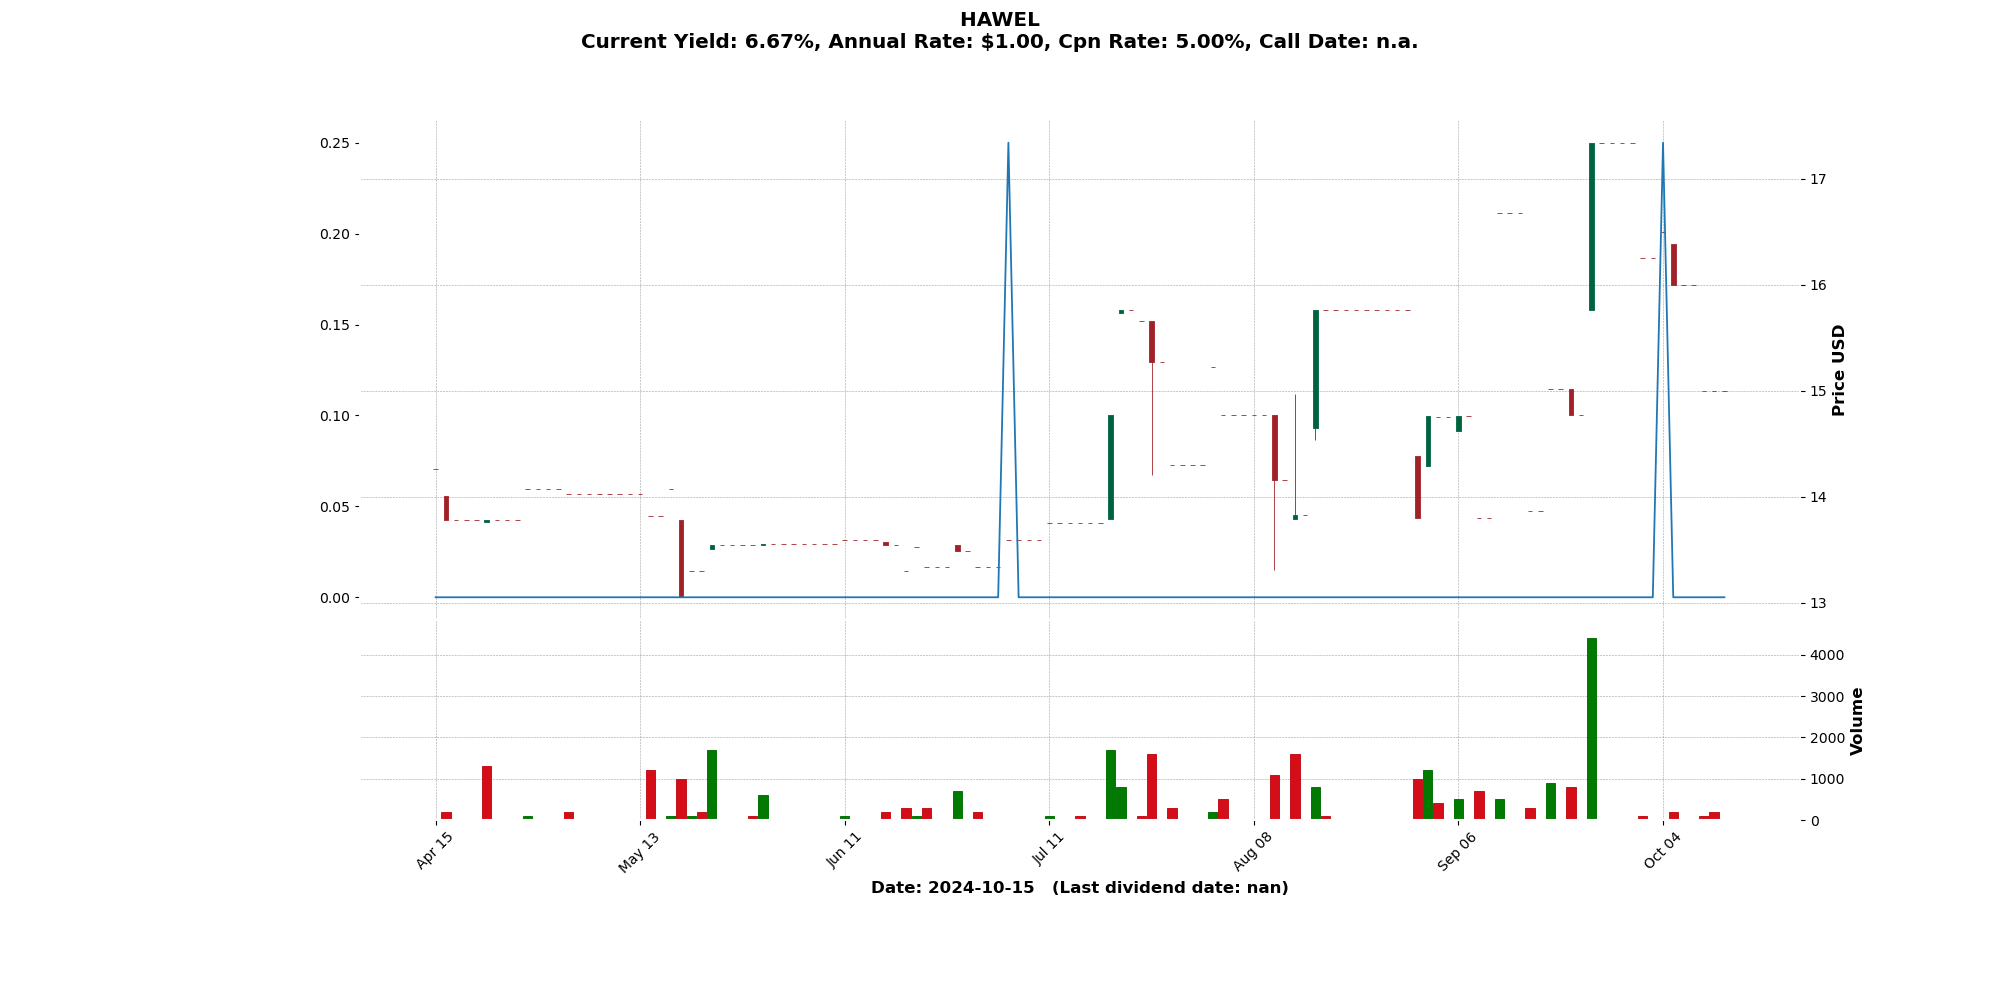 HAWEL
Current Yield: 6.67%, Annual Rate: $1.00, Cpn Rate: 5.00%, Call Date: n.a.
0.25
0.20
0.15
0.10
0.05
0.00
17
16
15
14
13
Price USD
4000
3000
2000
1000
0
Volume
Apr 15
May 13
Jun 11
Jul 11
Aug 08
Sep 06
Oct 04
Date: 2024-10-15 (Last dividend date: nan)